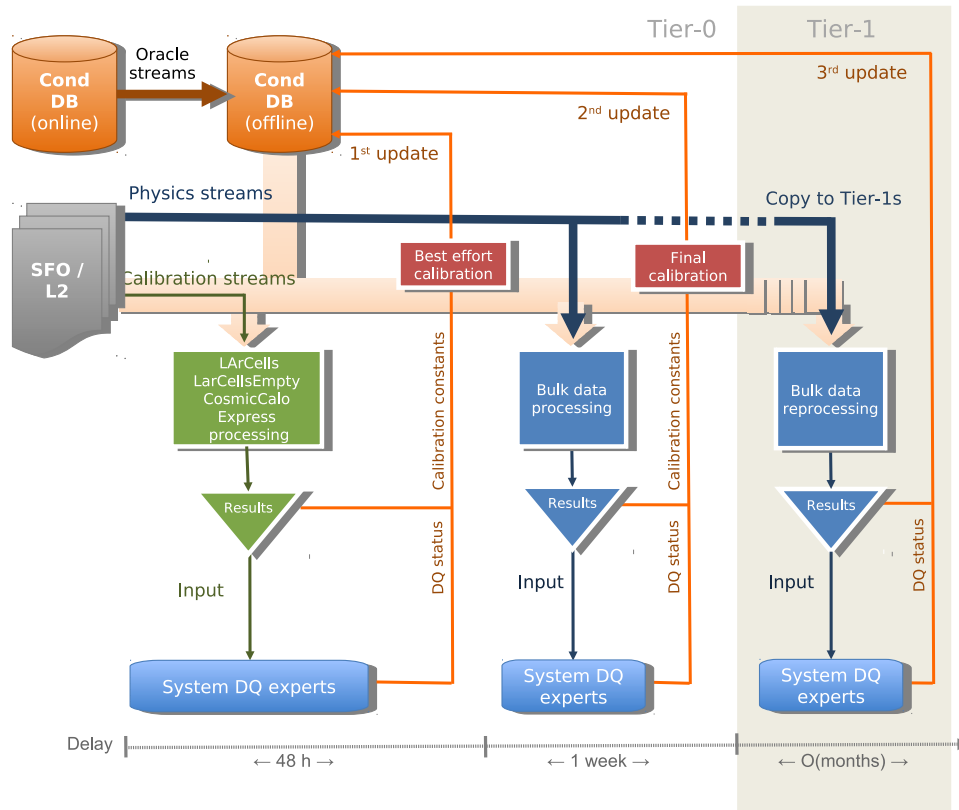 Tier-0
Tier-1
Oracle
streams
Cond
DB
(online)
Cond
DB
(offline)
3rd update
2nd update
1st update
Physics streams
Copy to Tier-1s
SFO /
L2
Calibration streams
Best effort
calibration
Final
calibration
LArCells
LarCellsEmpty
CosmicCalo
Express
processing
Calibration constants
Bulk data
processing
Calibration constants
Bulk data
reprocessing
Results
Results
Results
DQ status
DQ status
DQ status
Input
Input
Input
System DQ experts
System DQ
experts
System DQ
experts
Delay
← 48 h →
← 1 week →
← O(months) →